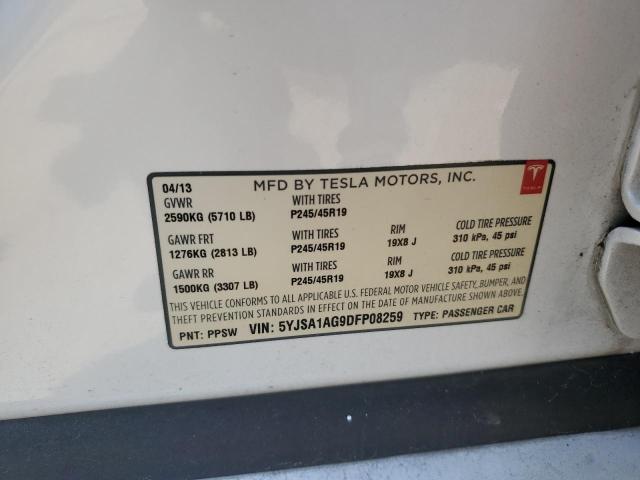 04/13 MFD BY TESLA MOTORS, INC. TESLA
GVWR WITH TIRES
2590KG (5710 LB) P245/45R19
GAWR FRT WITH TIRES RIM COLD TIRE PRESSURE
1276KG (2813 LB) P245/45R19 19X8 J 310 kPa, 45 psi
GAWR RR WITH TIRES RIM COLD TIRE PRESSURE
1500KG (3307 LB) P245/45R19 19X8 J 310 kPa, 45 psi
THIS VEHICLE CONFORMS TO ALL APPLICABLE U.S. FEDERAL MOTOR VEHICLE SAFETY, BUMPER, AND
THEFT PREVENTION STANDARDS IN EFFECT ON THE DATE OF MANUFACTURE SHOWN ABOVE.
PNT: PPSW VIN: 5YJSA1AG9DFP08259 TYPE: PASSENGER CAR